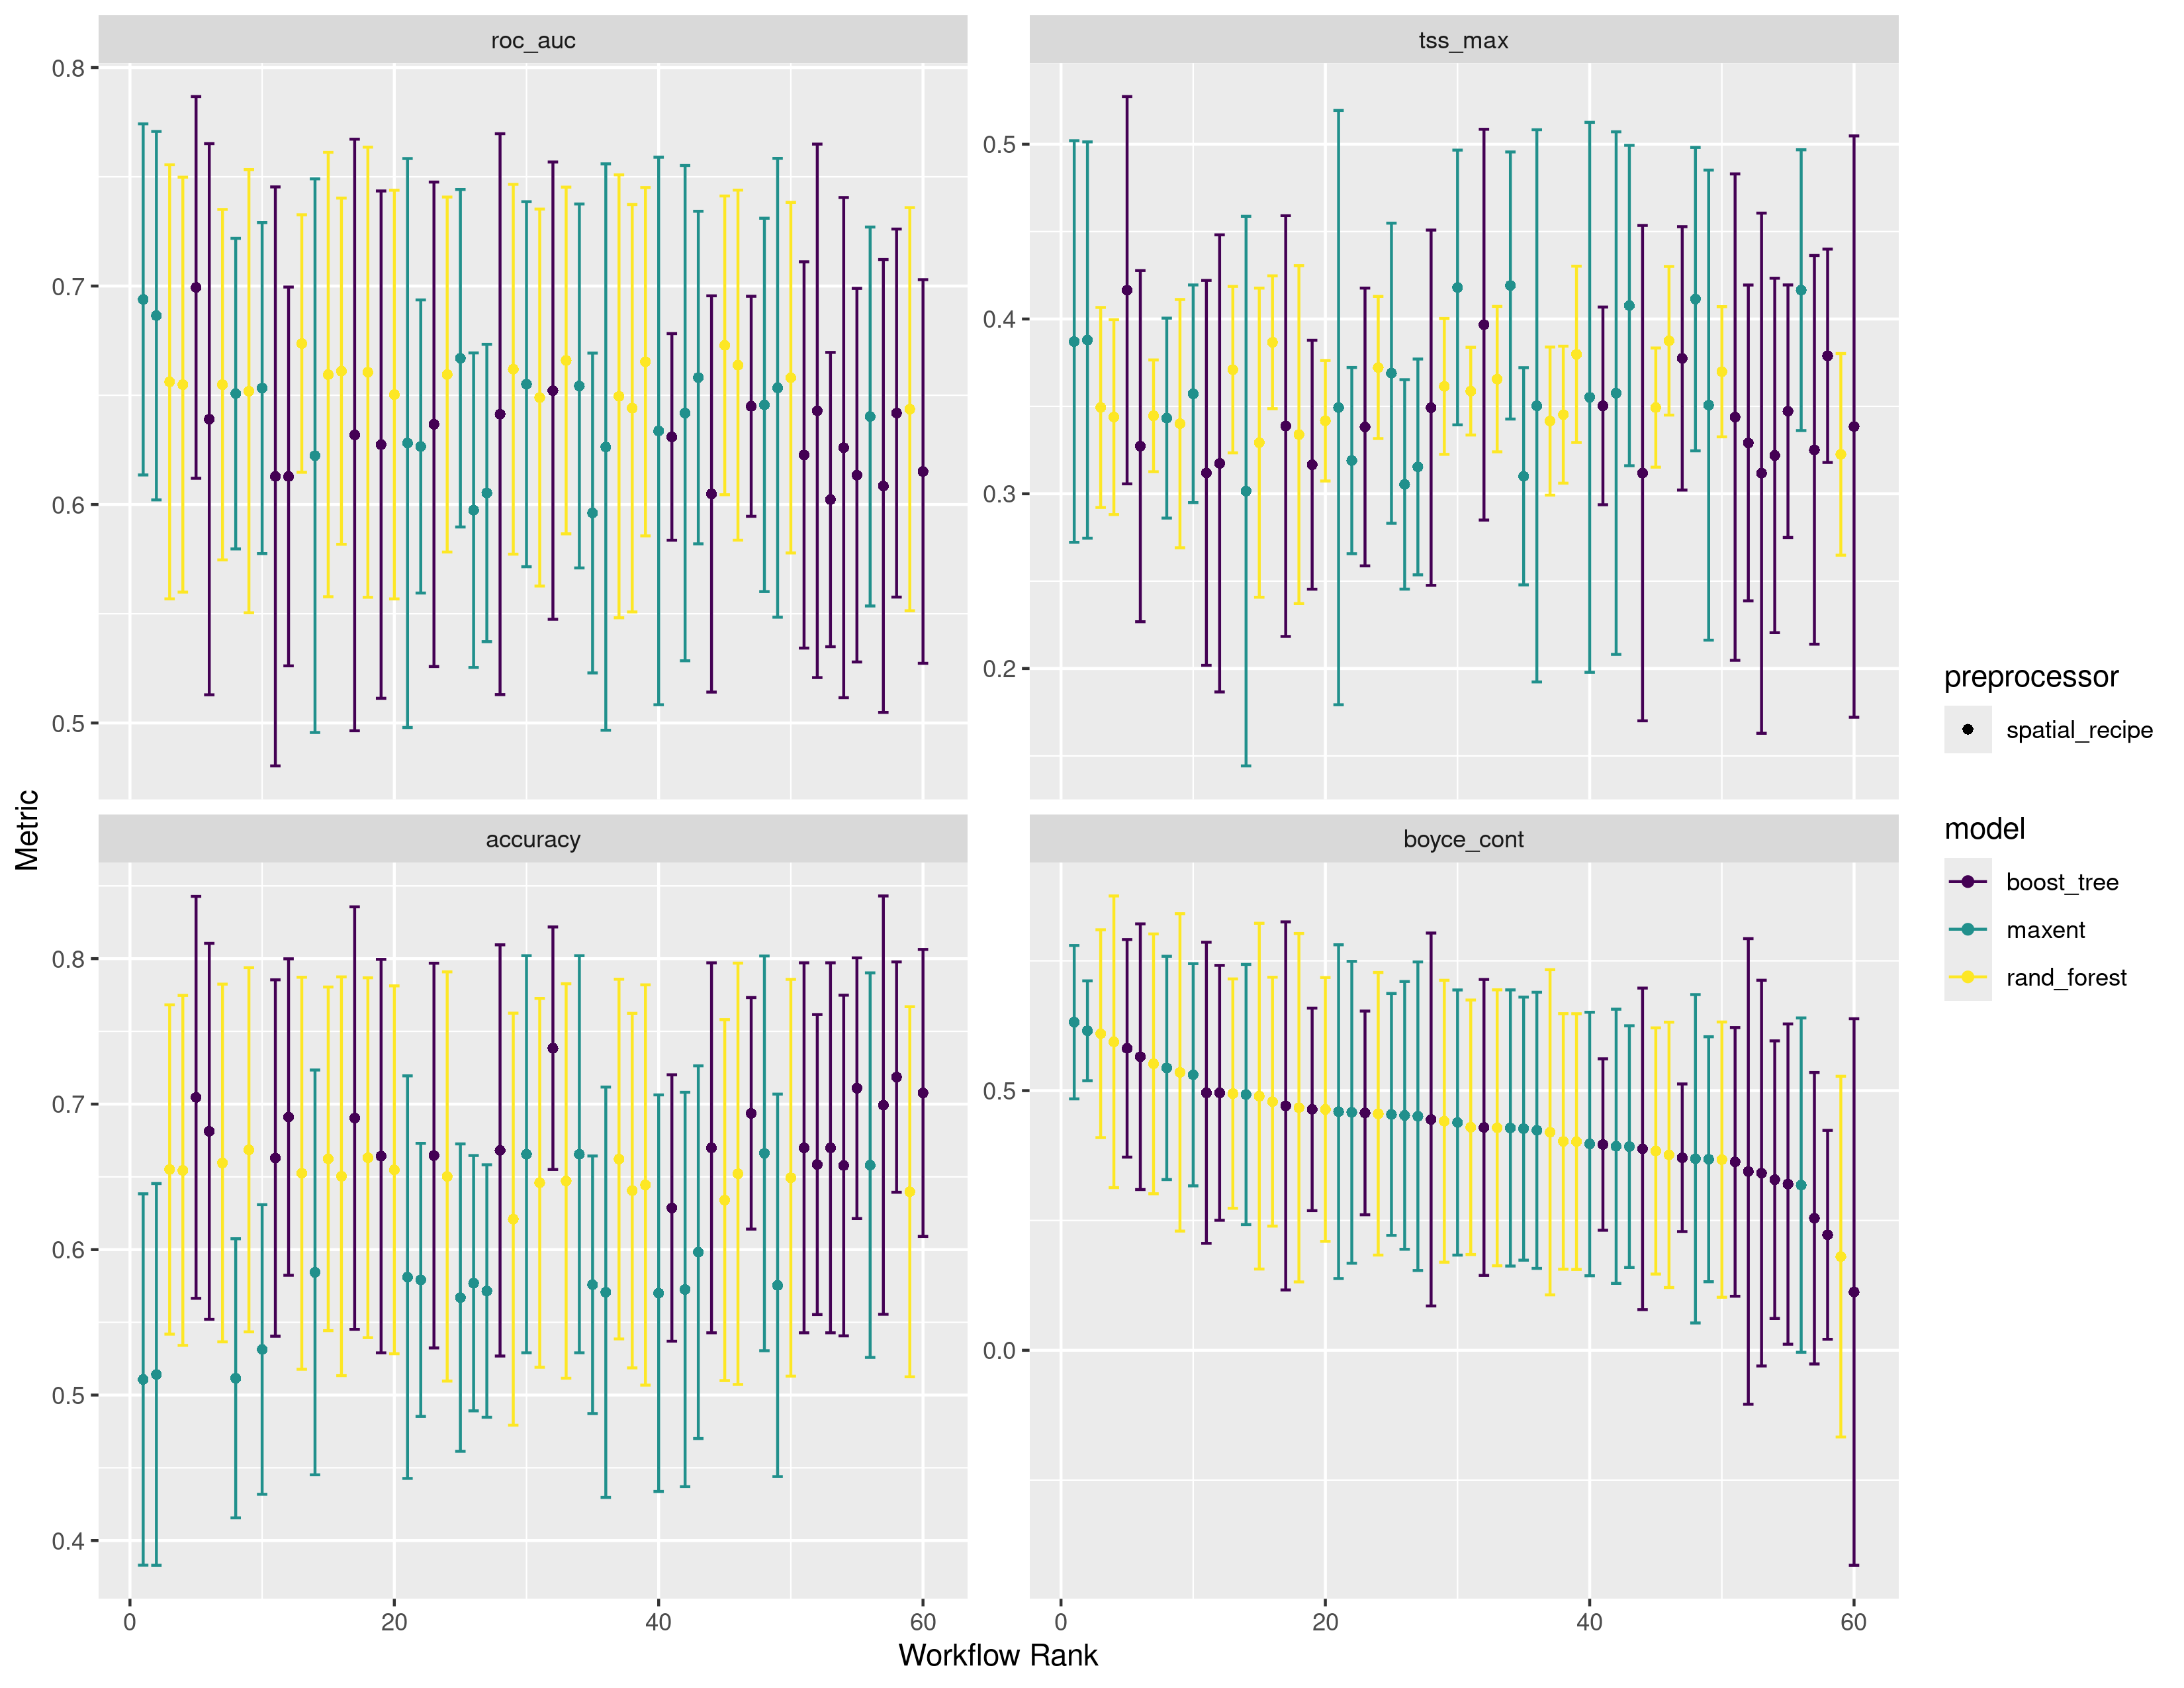 roc_auc
tss_max
0.8
0.7
0.6
0.5
0.5
0.4
0.3
0.2
Metric
accuracy
boyce_cont
0.8
0.7
0.6
0.5
0.4
0.5
0.0
0 20 40 60
0 20 40 60
Workflow Rank
preprocessor
spatial_recipe
model
boost_tree
maxent
rand_forest